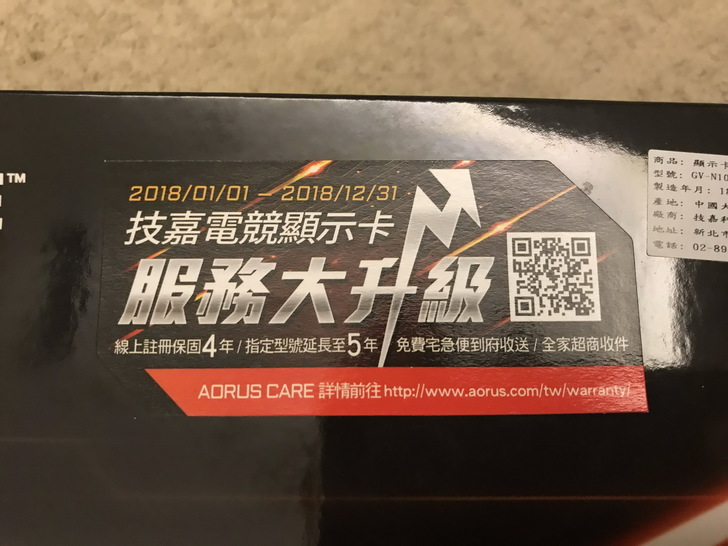 TM
2018/01/01 – 2018/12/31
技嘉電競顯示卡
服務大升級
線上註冊保固4年 / 指定型號延長至5年 / 免費宅急便到府收送 / 全家超商收件
AORUS CARE 詳情前往 http://www.aorus.com/tw/warranty/
商品: 顯示卡
型號: GV-N10
製造年月: 1
產地: 中國
廠商: 技嘉
地址: 新北市
電話: 02-89